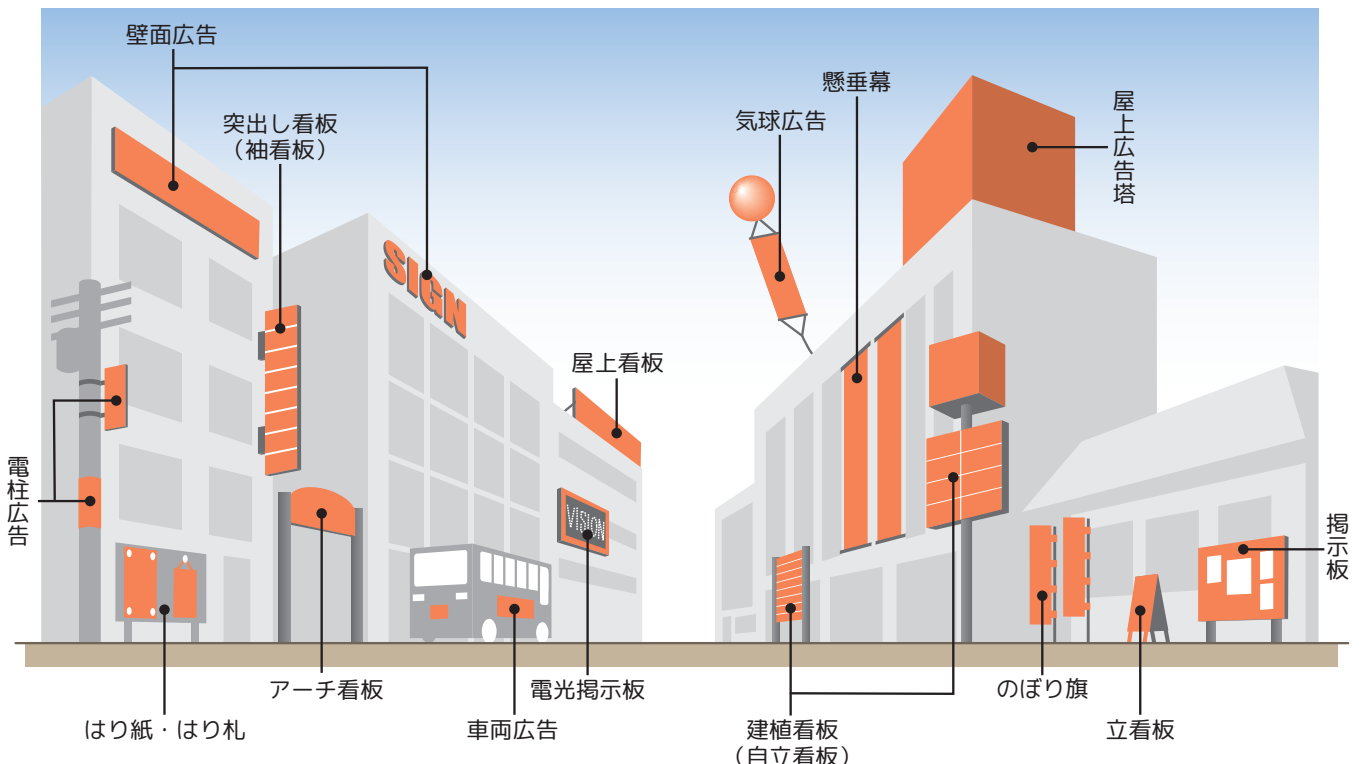 壁面広告
突出し看板
（袖看板）
懸垂幕
気球広告
屋上広告塔
SIGN
屋上看板
電柱広告
VISION
掲示板
アーチ看板
電光掲示板
のぼり旗
はり紙・はり札
車両広告
建植看板
（自立看板）
立看板